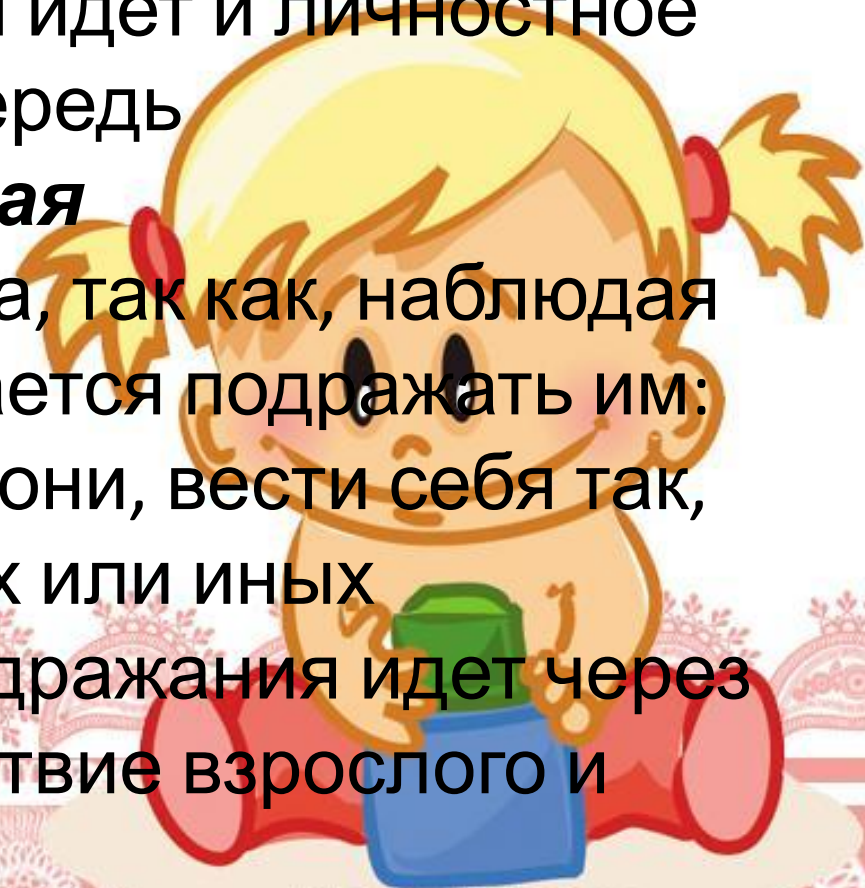 идет и личностное
ередь
ая
а, так как, наблюдая
ается подражать им:
они, вести себя так,
х или иных
дражания идет через
твие взрослого и